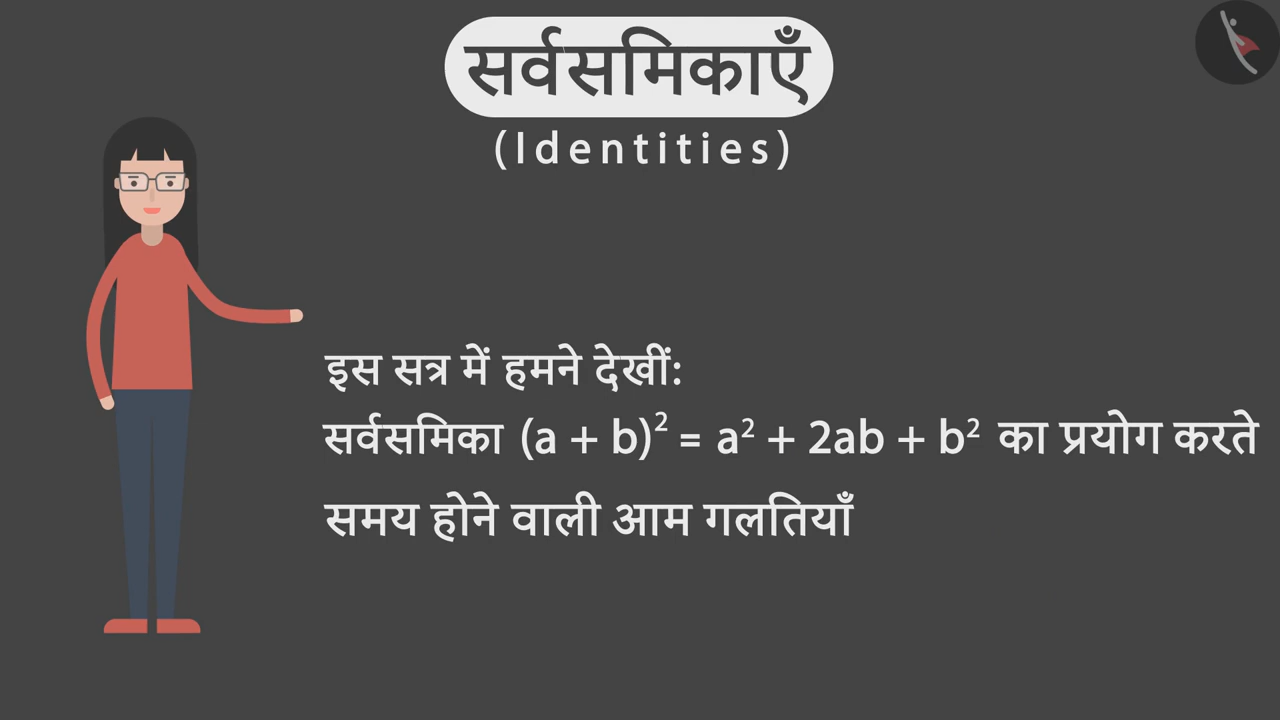 सर्वसमिकाएँ
(Identities)
इस सत्र में हमने देखीं:
सर्वसमिका (a + b)² = a² + 2ab + b² का प्रयोग करते
समय होने वाली आम गलतियाँ